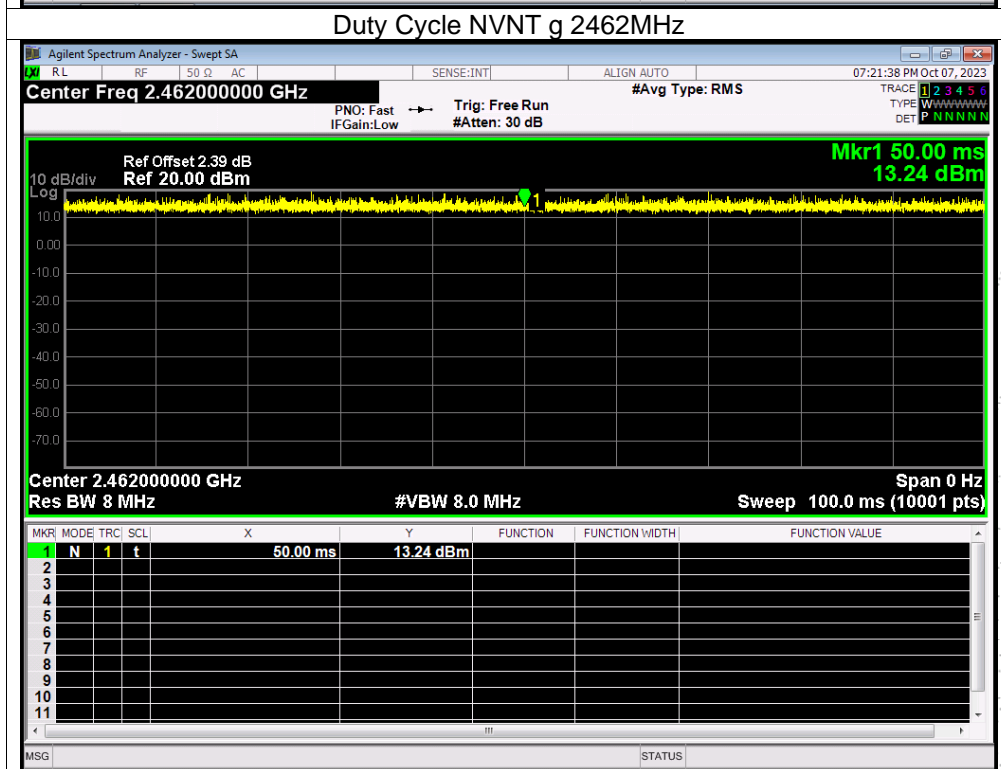 Duty Cycle NVNT g 2462MHz
Agilent Spectrum Analyzer - Swept SA
LXI RL RF 50 Ω AC SENSE:INT ALIGN AUTO 07:21:38 PM Oct 07, 2023
Center Freq 2.462000000 GHz #Avg Type: RMS TRACE 1 2 3 4 5 6
PNO: Fast Trig: Free Run TYPE WWWWWW
IFGain:Low #Atten: 30 dB DET P N N N N N
Mkr1 50.00 ms
Ref Offset 2.39 dB
10 dB/div Ref 20.00 dBm 13.24 dBm
Log
1
10.0
0.00
-10.0
-20.0
-30.0
-40.0
-50.0
-60.0
-70.0
Center 2.462000000 GHz Span 0 Hz
Res BW 8 MHz #VBW 8.0 MHz Sweep 100.0 ms (10001 pts)
MKR MODE TRC SCL X Y FUNCTION FUNCTION WIDTH FUNCTION VALUE
1 N 1 t 50.00 ms 13.24 dBm
2
3
4
5
6
7
8
9
10
11
MSG STATUS